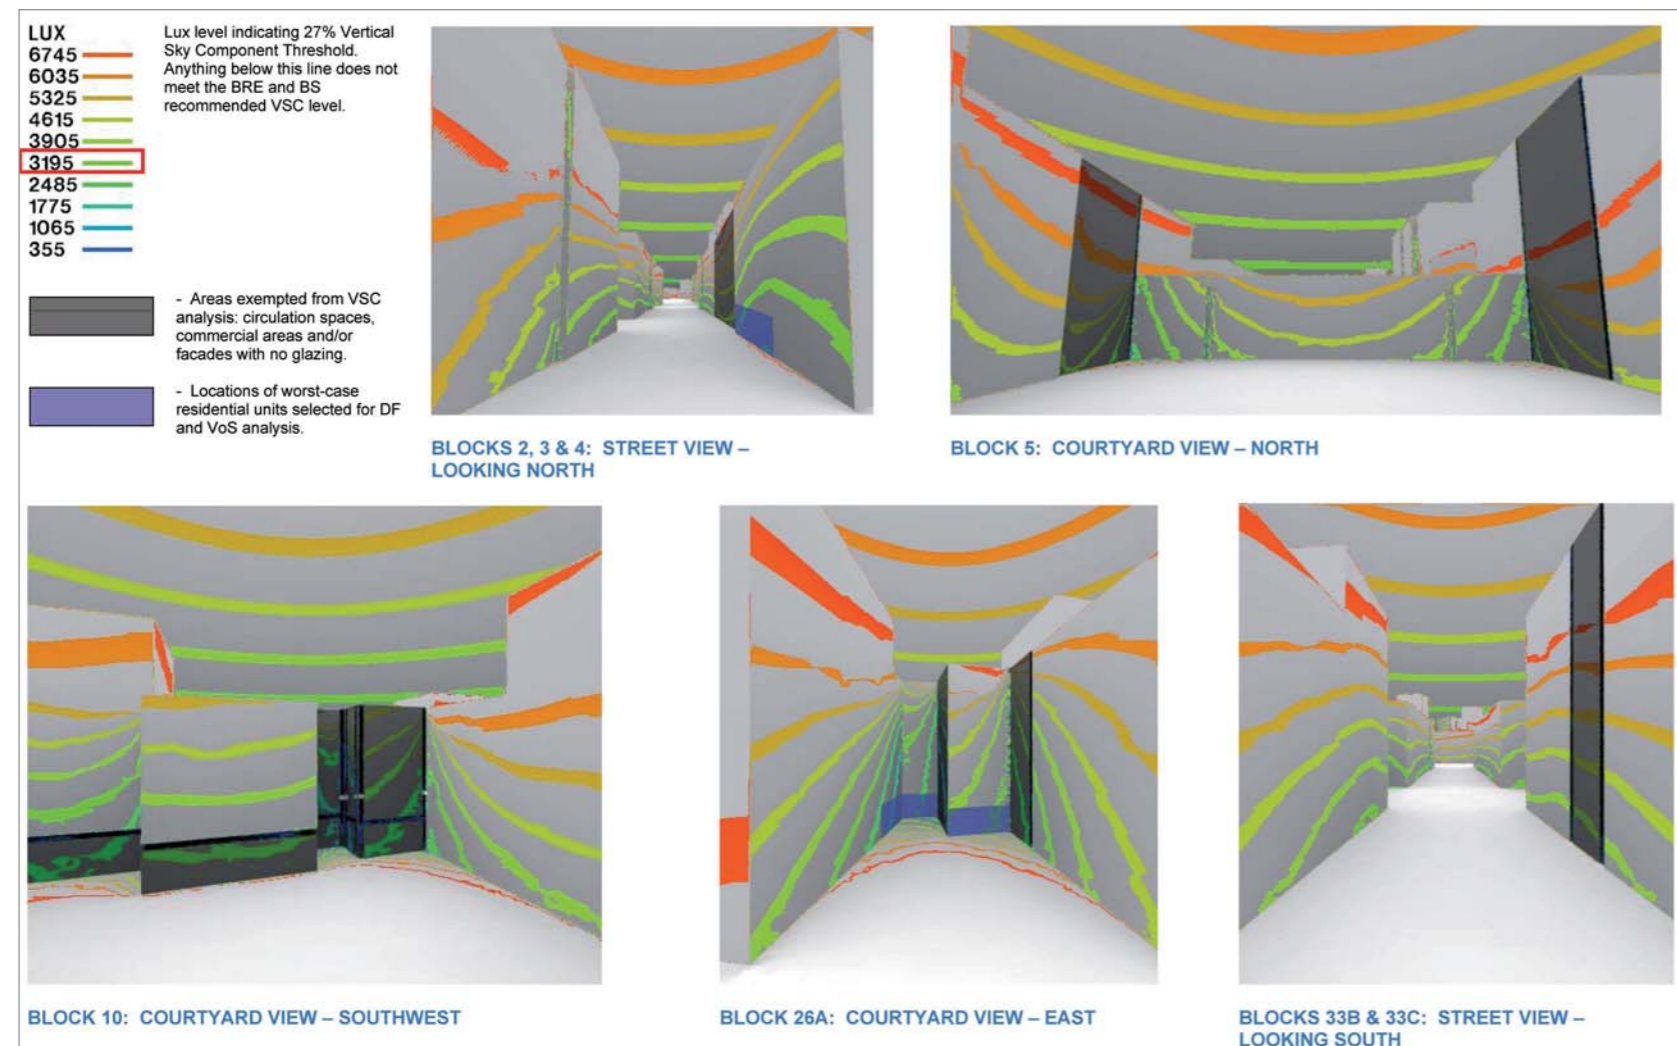 LUX
6745
6035
5325
4615
3905
3195
2485
1775
1065
355
Lux level indicating 27% Vertical
Sky Component Threshold.
Anything below this line does not
meet the BRE and BS
recommended VSC level.
- Areas exempted from VSC
analysis: circulation spaces,
commercial areas and/or
facades with no glazing.
- Locations of worst-case
residential units selected for DF
and VoS analysis.
BLOCKS 2, 3 & 4: STREET VIEW –
LOOKING NORTH
BLOCK 5: COURTYARD VIEW – NORTH
BLOCK 10: COURTYARD VIEW – SOUTHWEST
BLOCK 26A: COURTYARD VIEW – EAST
BLOCKS 33B & 33C: STREET VIEW –
LOOKING SOUTH